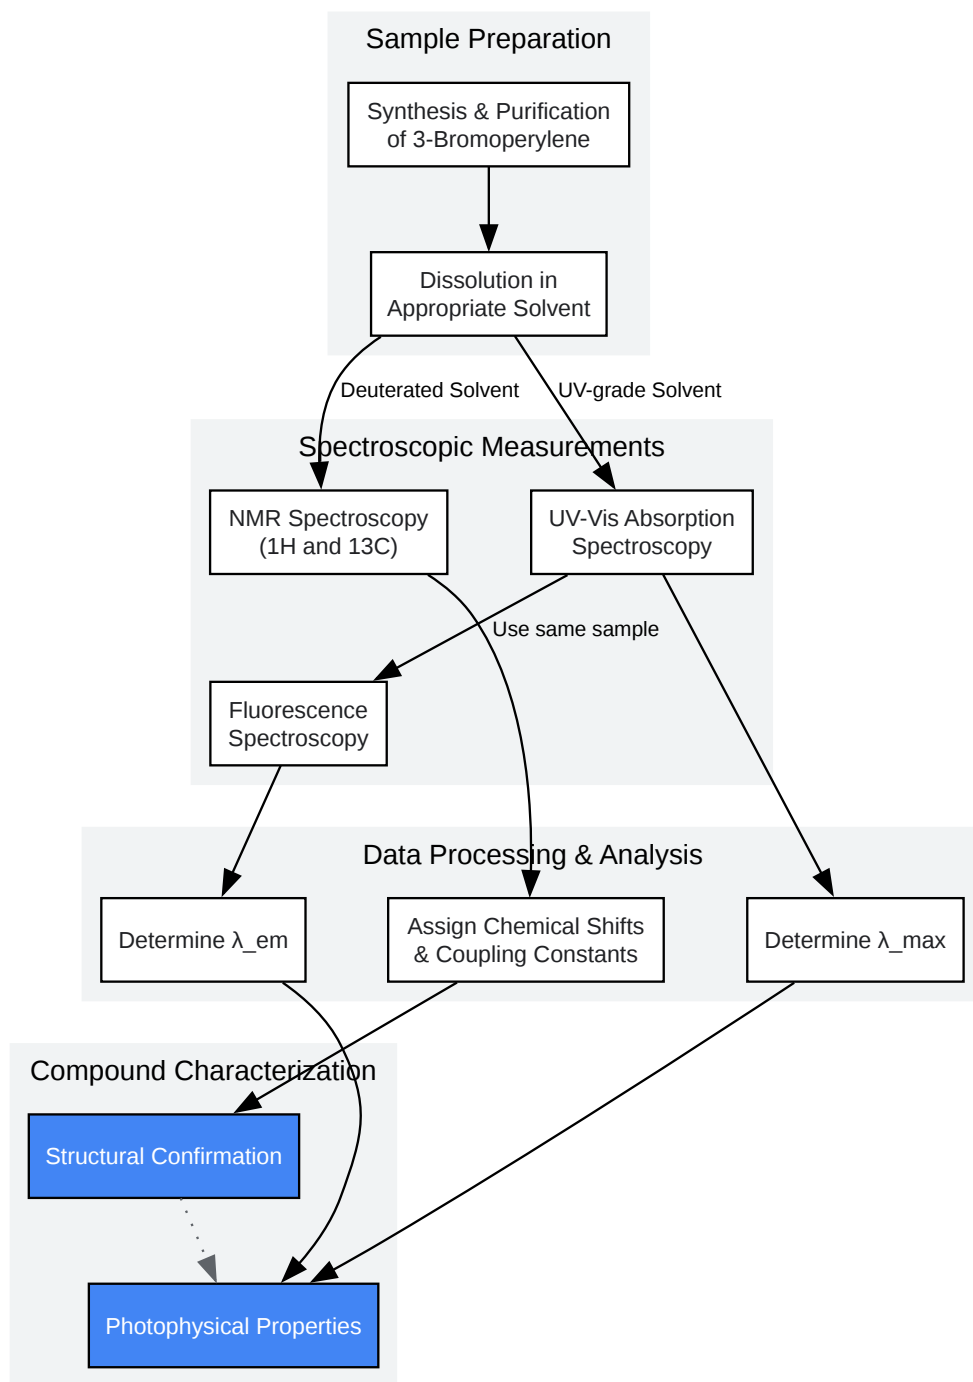 Sample Preparation
Synthesis & Purification
of 3-Bromoperylene
Dissolution in
Appropriate Solvent
Deuterated Solvent
UV-grade Solvent
Spectroscopic Measurements
NMR Spectroscopy
(1H and 13C)
UV-Vis Absorption
Spectroscopy
Use same sample
Fluorescence
Spectroscopy
Data Processing & Analysis
Determine λ_em
Assign Chemical Shifts
& Coupling Constants
Determine λ_max
Compound Characterization
Structural Confirmation
Photophysical Properties